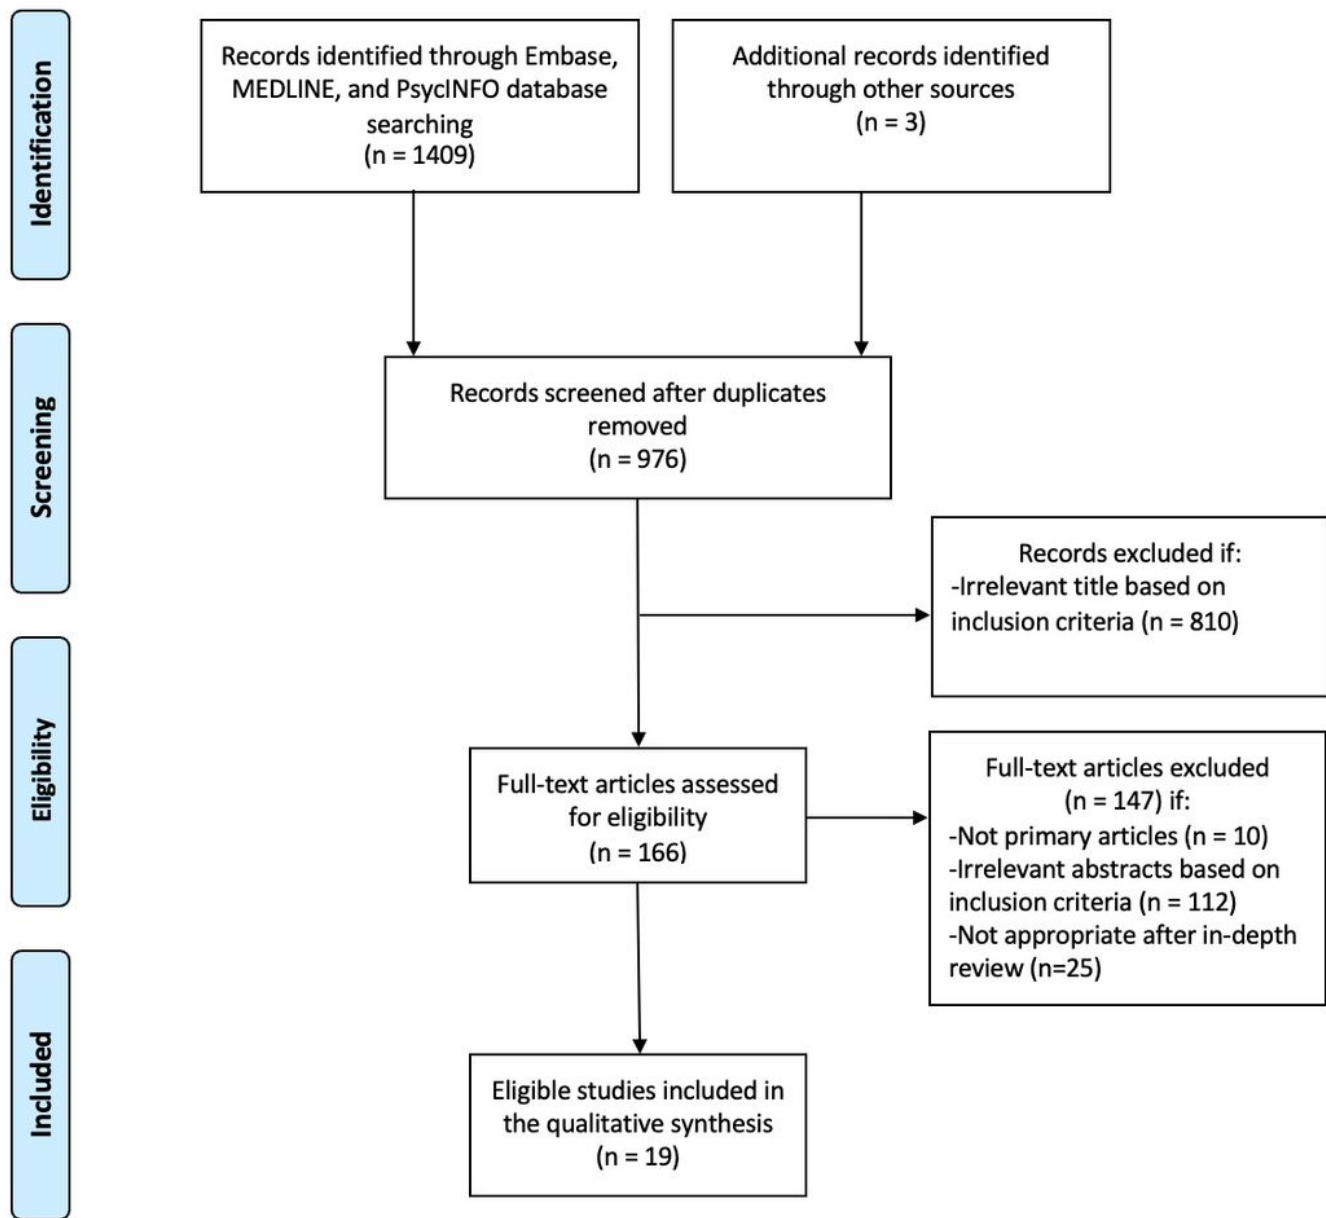 Identification
Records identified through Embase,
MEDLINE, and PsycINFO database
searching
(n = 1409)
Additional records identified
through other sources
(n = 3)
Screening
Records screened after duplicates
removed
(n = 976)
Records excluded if:
-Irrelevant title based on
inclusion criteria (n = 810)
Eligibility
Full-text articles assessed
for eligibility
(n = 166)
Full-text articles excluded
(n = 147) if:
-Not primary articles (n = 10)
-Irrelevant abstracts based on
inclusion criteria (n = 112)
-Not appropriate after in-depth
review (n=25)
Included
Eligible studies included in
the qualitative synthesis
(n = 19)